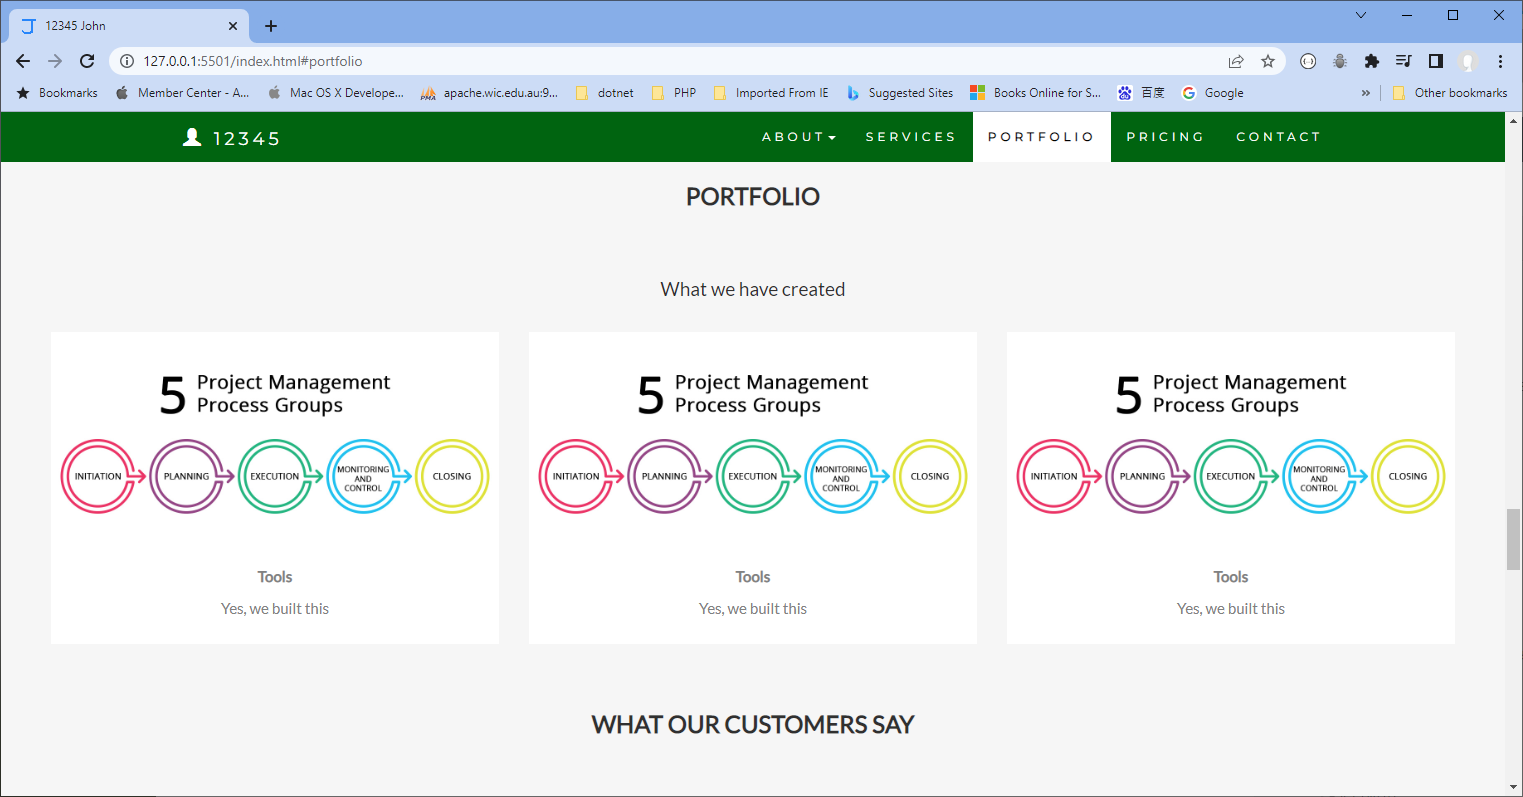 12345 John
127.0.0.1:5501/index.html#portfolio
Bookmarks
Member Center - A...
Mac OS X Develope...
apache.wic.edu.au:9...
dotnet
PHP
Imported From IE
Suggested Sites
Books Online for S...
百度
Google
»
Other bookmarks
12345
ABOUT
SERVICES
PORTFOLIO
PRICING
CONTACT
PORTFOLIO
What we have created
5 Project Management
Process Groups
INITIATION
PLANNING
EXECUTION
MONITORING
AND
CONTROL
CLOSING
Tools
Yes, we built this
5 Project Management
Process Groups
INITIATION
PLANNING
EXECUTION
MONITORING
AND
CONTROL
CLOSING
Tools
Yes, we built this
5 Project Management
Process Groups
INITIATION
PLANNING
EXECUTION
MONITORING
AND
CONTROL
CLOSING
Tools
Yes, we built this
WHAT OUR CUSTOMERS SAY